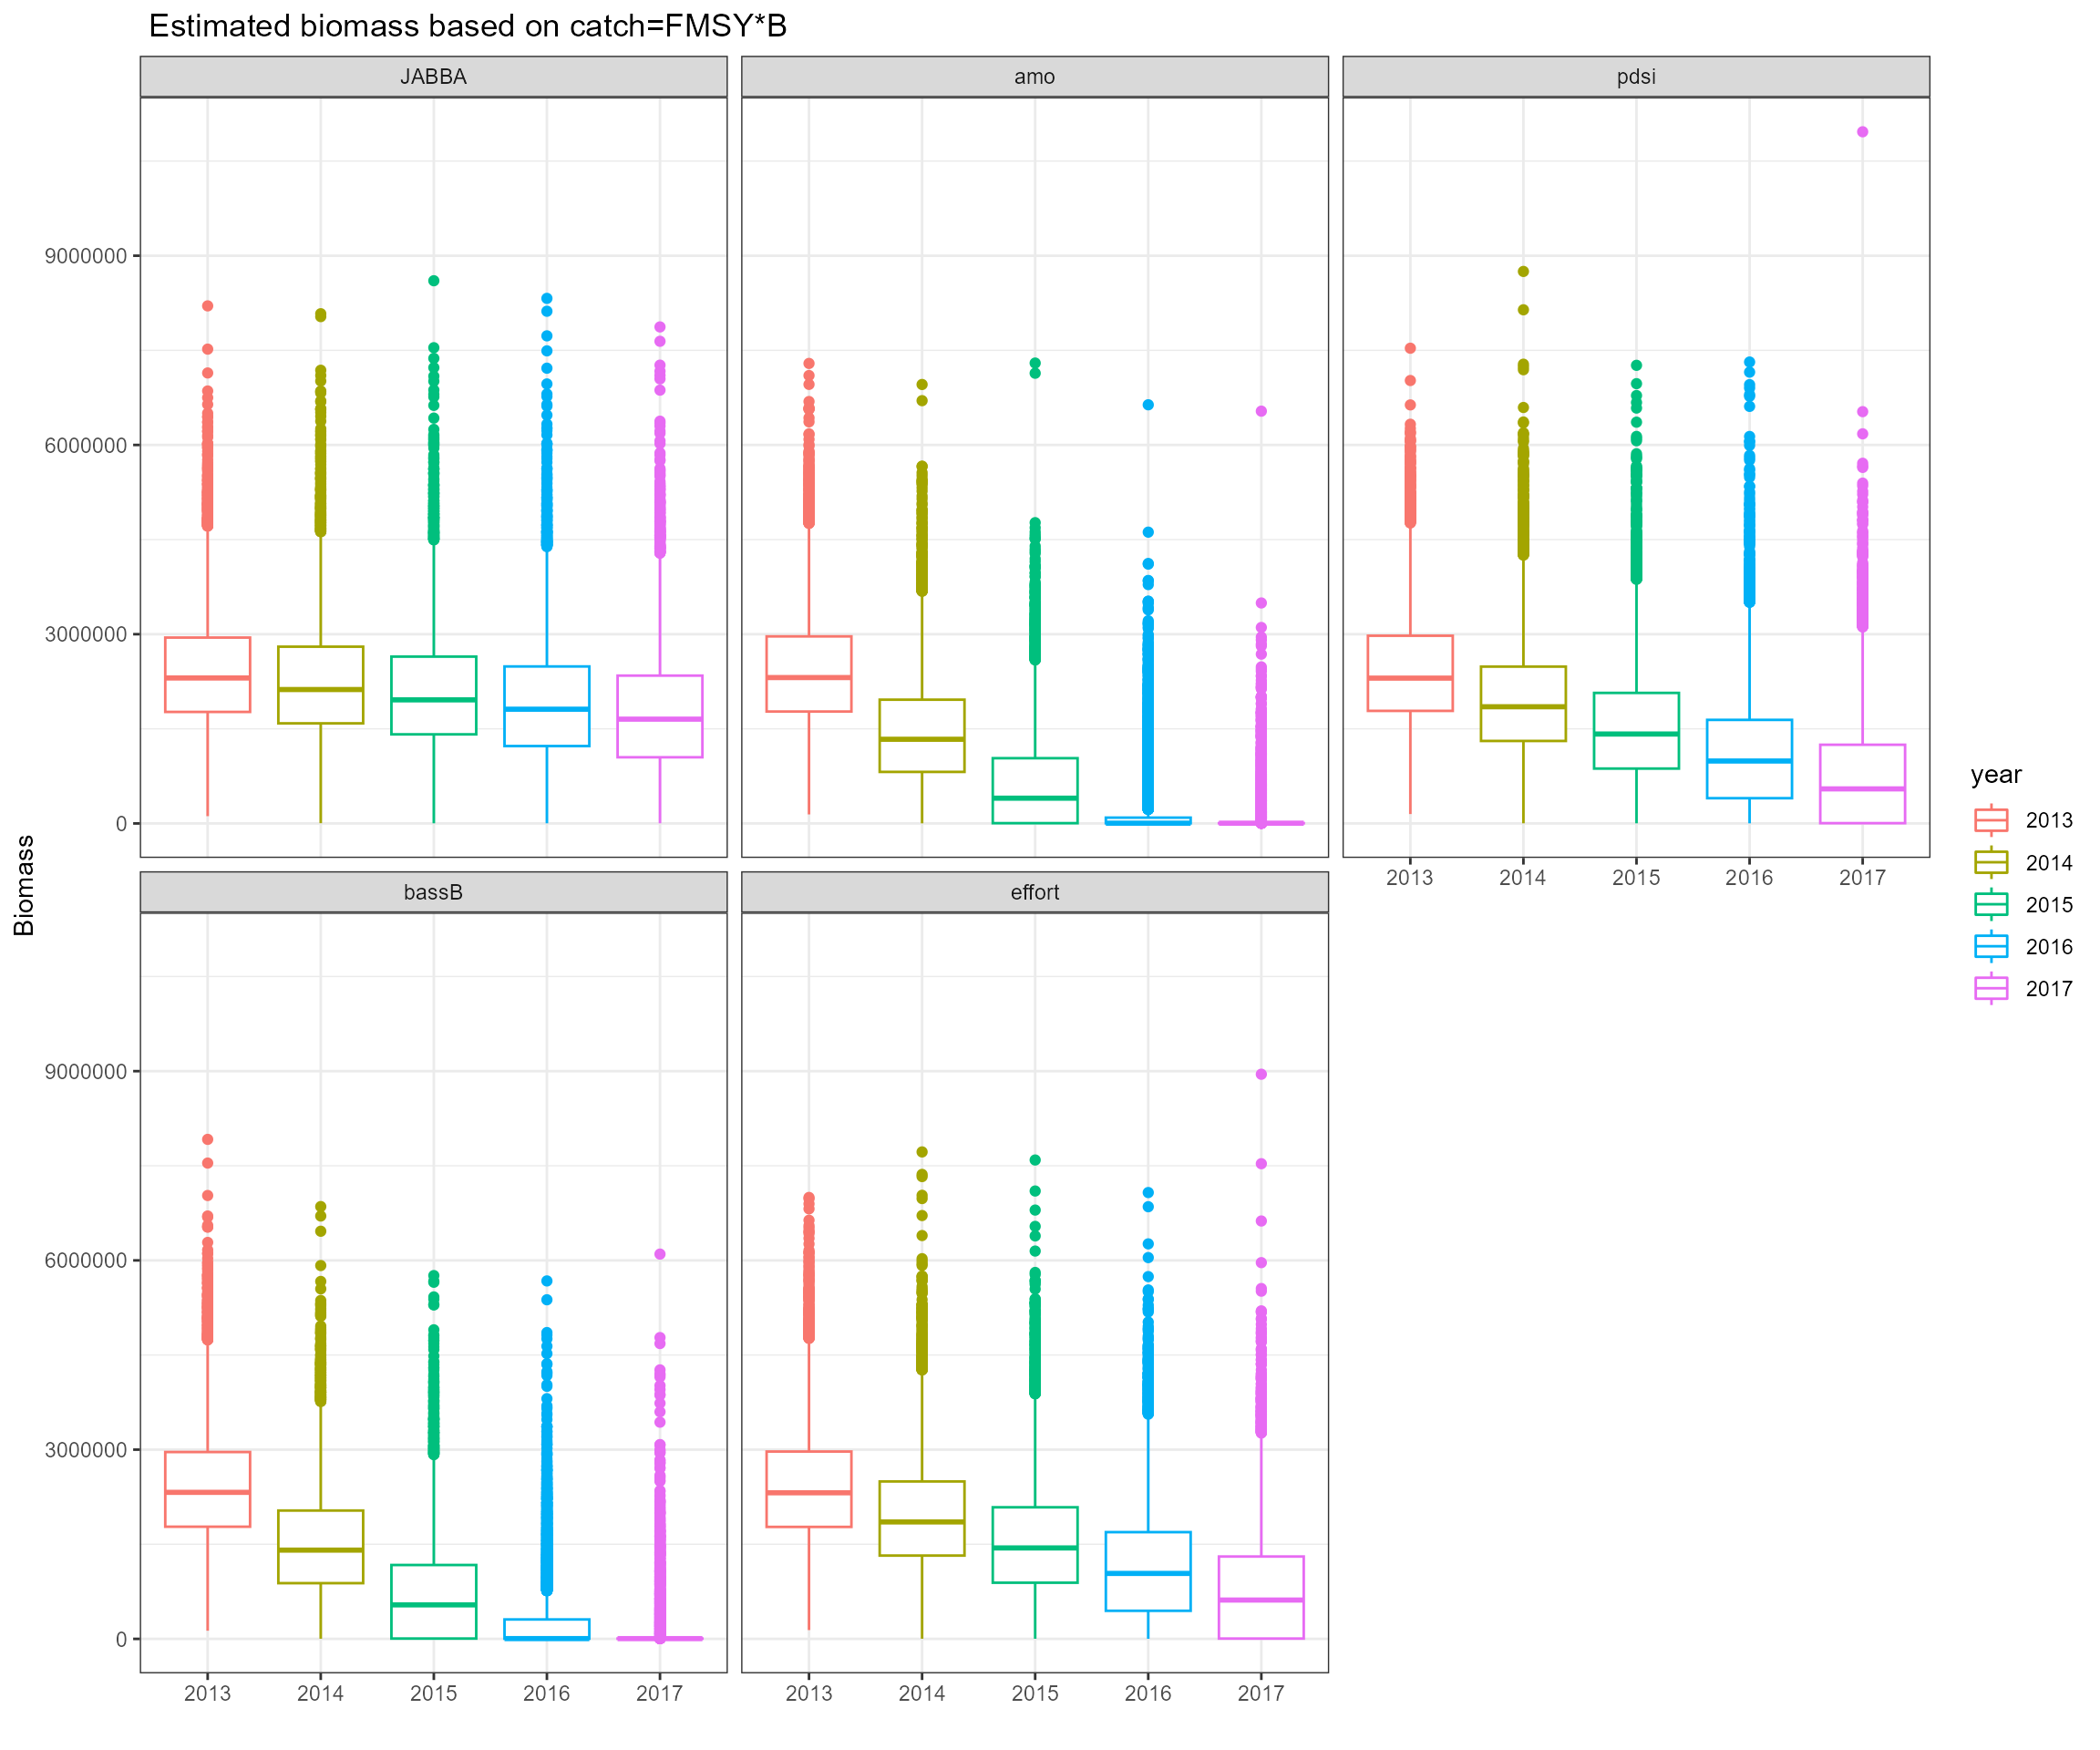 Estimated biomass based on catch=FMSY*B
JABBA
amo
pdsi
9000000
6000000
3000000
0
2013 2014 2015 2016 2017
Biomass
bassB
effort
9000000
6000000
3000000
0
2013 2014 2015 2016 2017
2013 2014 2015 2016 2017
year
2013
2014
2015
2016
2017